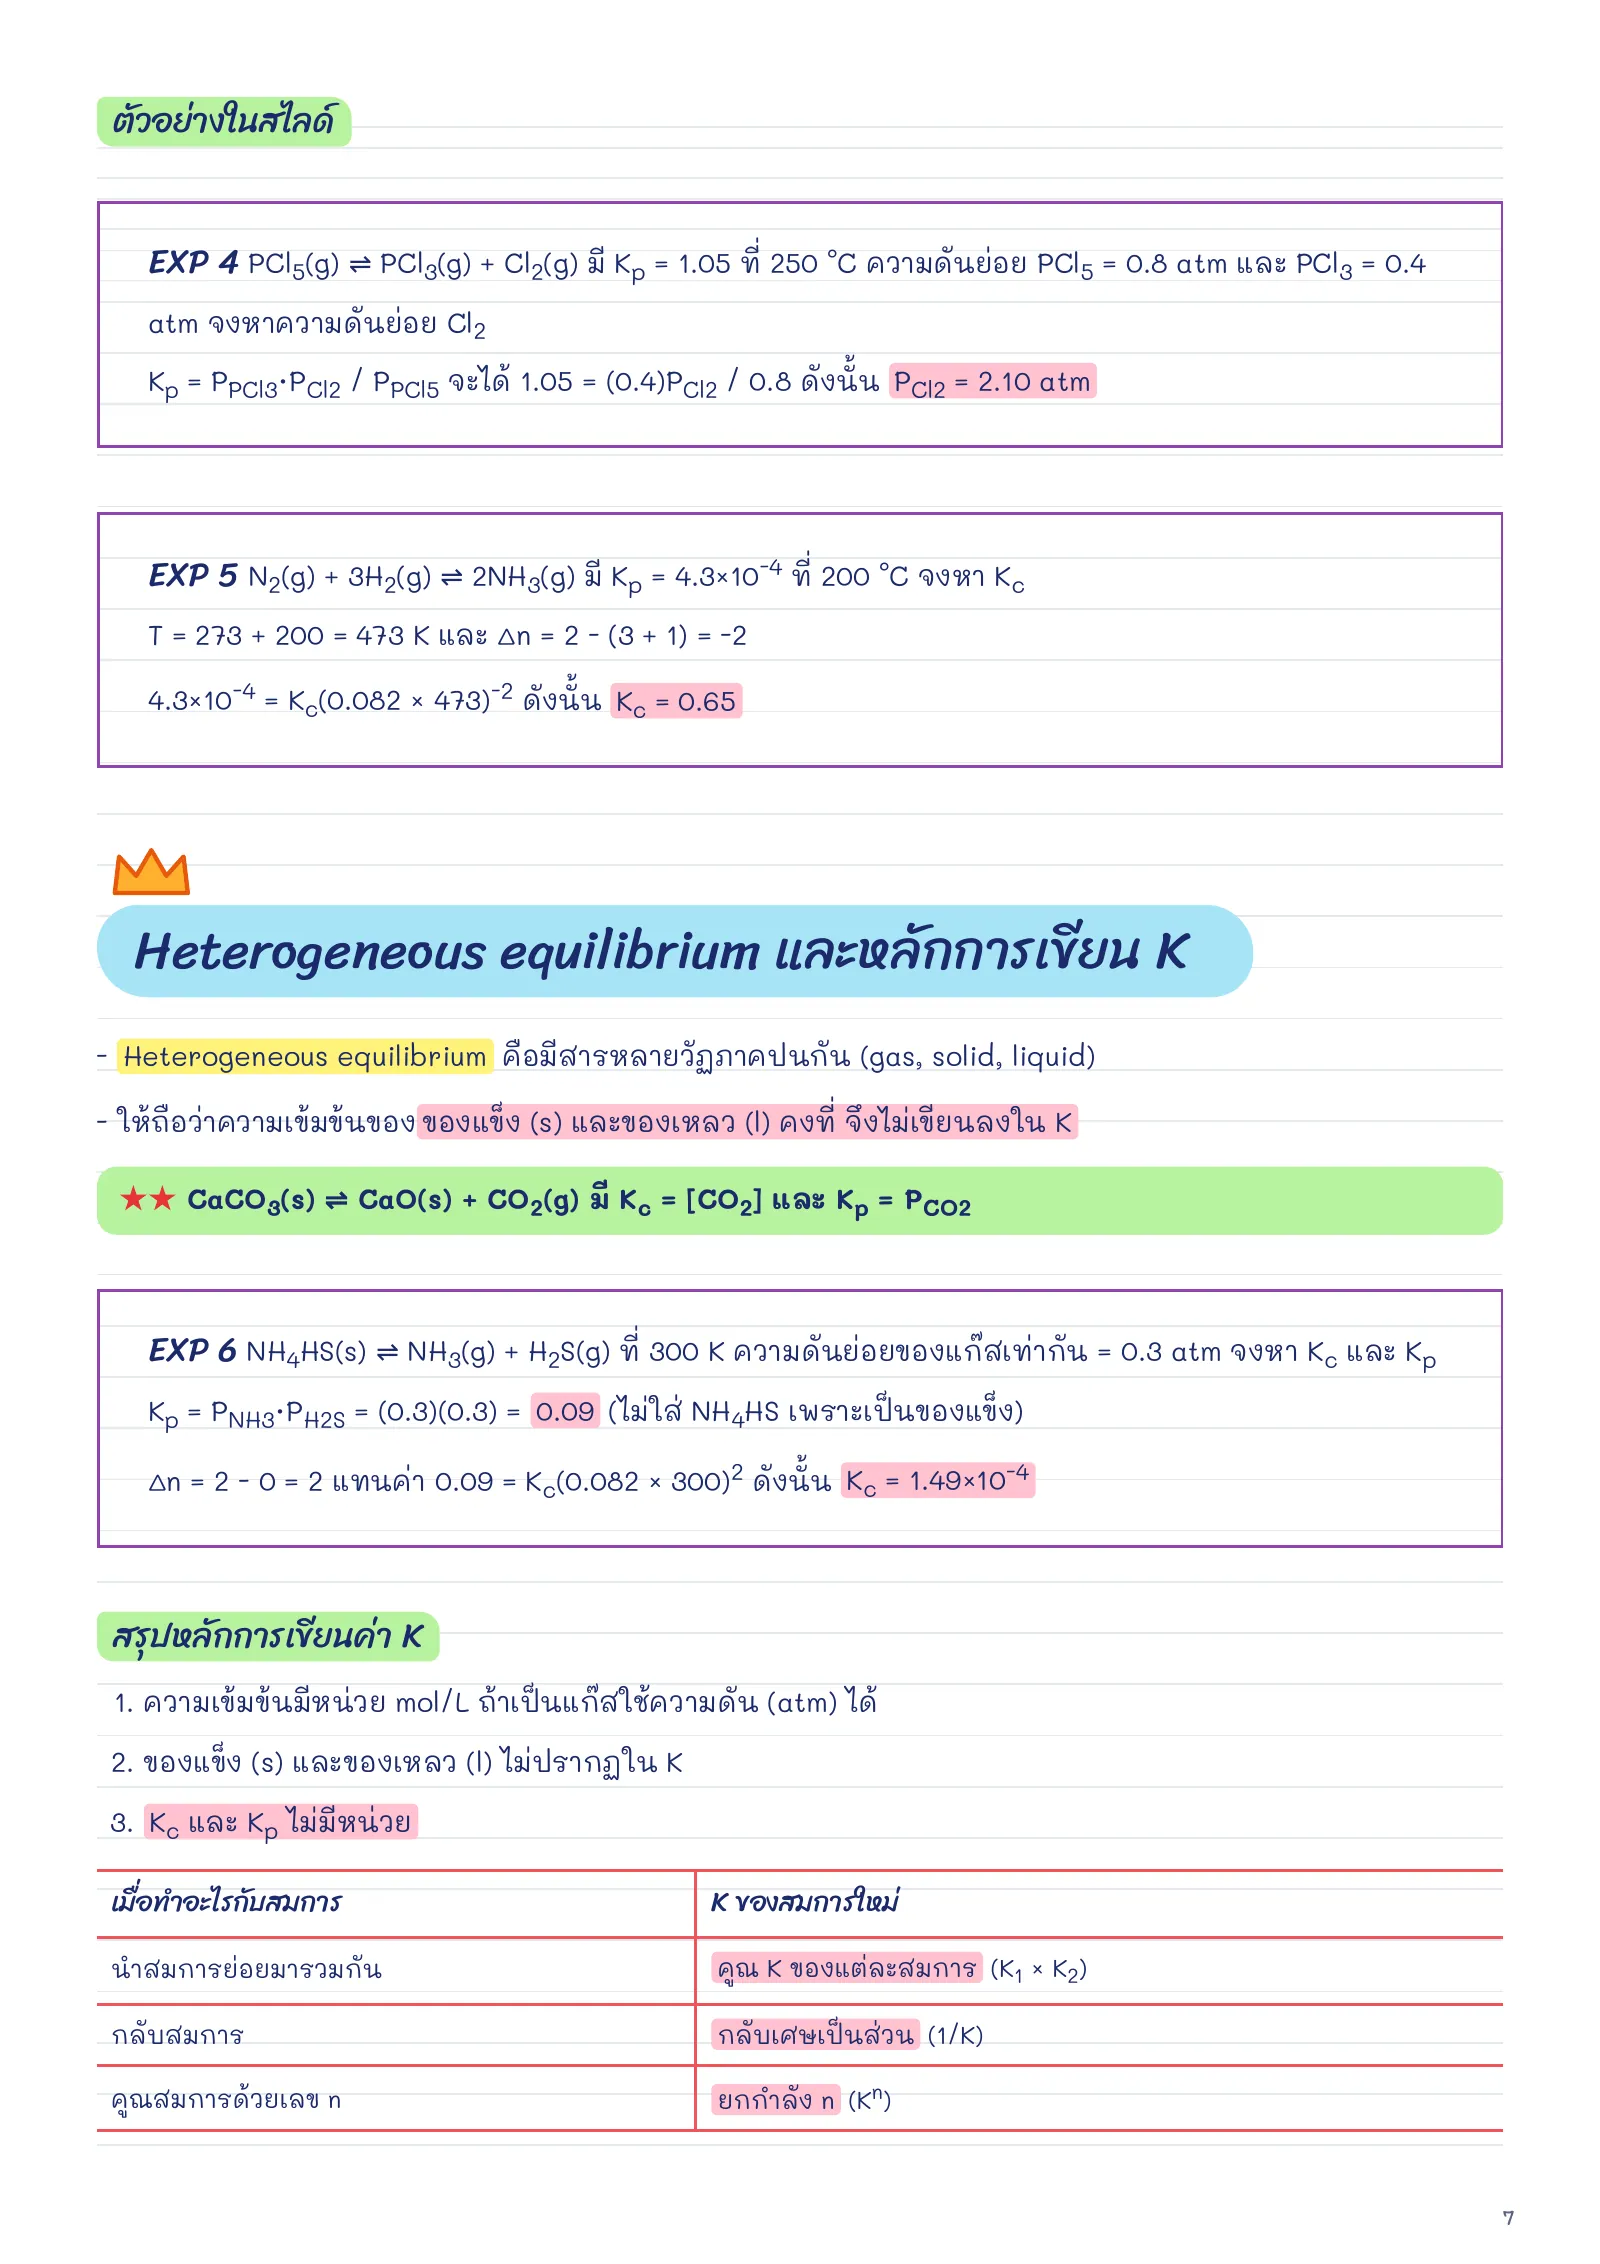 ตัวอย่างในสไลด์
EXP 4 PCl₅(g) ⇌ PCl₃(g) + Cl₂(g) มี Kₚ = 1.05 ที่ 250 °C ความดันย่อย PCl₅ = 0.8 atm และ PCl₃ = 0.4
atm จงหาความดันย่อย Cl₂
Kₚ = P_PCl3·P_Cl2 / P_PCl5 จะได้ 1.05 = (0.4)P_Cl2 / 0.8 ดังนั้น P_Cl2 = 2.10 atm
EXP 5 N₂(g) + 3H₂(g) ⇌ 2NH₃(g) มี Kₚ = 4.3×10⁻⁴ ที่ 200 °C จงหา K_c
T = 273 + 200 = 473 K และ Δn = 2 - (3 + 1) = -2
4.3×10⁻⁴ = K_c(0.082 × 473)⁻² ดังนั้น K_c = 0.65
Heterogeneous equilibrium และหลักการเขียน K
- Heterogeneous equilibrium คือมีสารหลายวัฏภาคปนกัน (gas, solid, liquid)
- ให้ถือว่าความเข้มข้นของของแข็ง (s) และของเหลว (l) คงที่ จึงไม่เขียนลงใน K
★★ CaCO₃(s) ⇌ CaO(s) + CO₂(g) มี K_c = [CO₂] และ Kₚ = P_CO2
EXP 6 NH₄HS(s) ⇌ NH₃(g) + H₂S(g) ที่ 300 K ความดันย่อยของแก๊สเท่ากัน = 0.3 atm จงหา K_c และ Kₚ
Kₚ = P_NH3·P_H2S = (0.3)(0.3) = 0.09 (ไม่ใส่ NH₄HS เพราะเป็นของแข็ง)
Δn = 2 - 0 = 2 แทนค่า 0.09 = K_c(0.082 × 300)² ดังนั้น K_c = 1.49×10⁻⁴
สรุปหลักการเขียนค่า K
1. ความเข้มข้นมีหน่วย mol/L ถ้าเป็นแก๊สใช้ความดัน (atm) ได้
2. ของแข็ง (s) และของเหลว (l) ไม่ปรากฏใน K
3. K_c และ Kₚ ไม่มีหน่วย
เมื่อทำอะไรกับสมการ K ของสมการใหม่
นำสมการย่อยมารวมกัน คูณ K ของแต่ละสมการ (K₁ × K₂)
กลับสมการ กลับเศษเป็นส่วน (1/K)
คูณสมการด้วยเลข n ยกกำลัง n (Kⁿ)
7